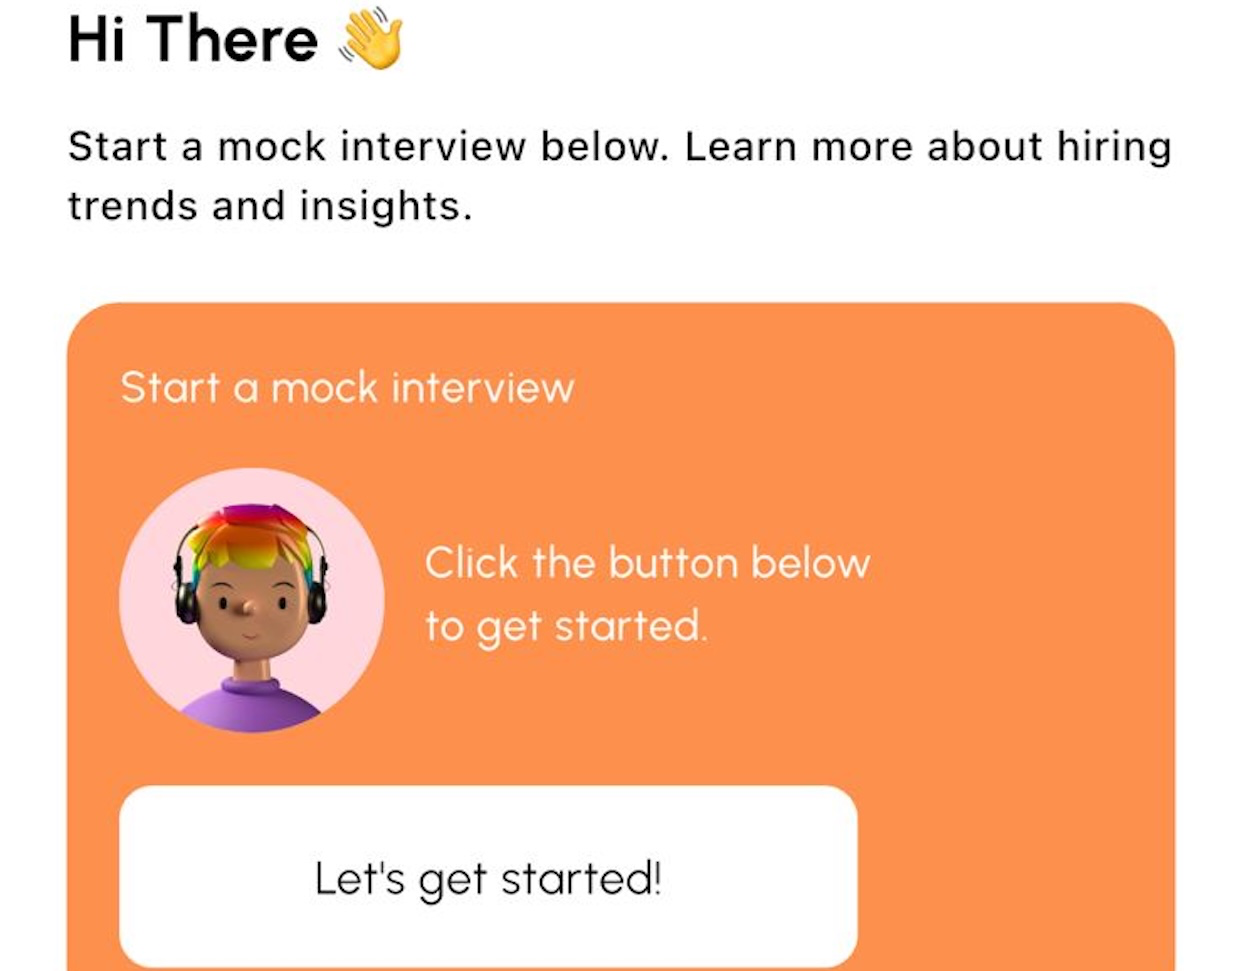 Hi There 👋
Start a mock interview below. Learn more about hiring
trends and insights.
Start a mock interview
Click the button below
to get started.
Let's get started!